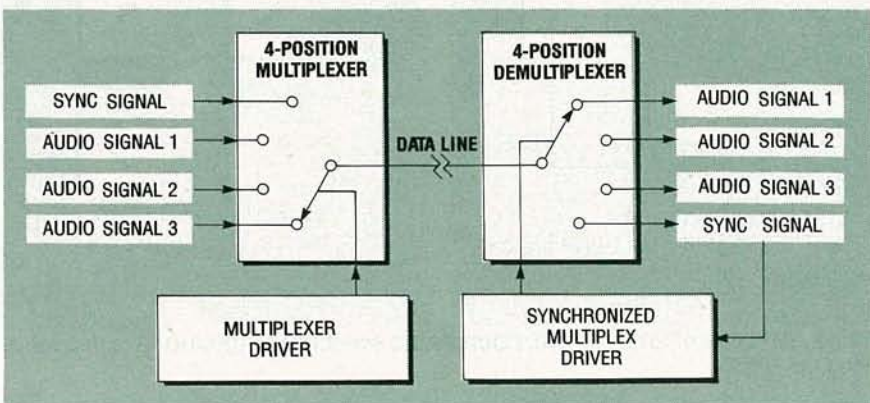 4-POSITION
MULTIPLEXER
4-POSITION
DEMULTIPLEXER
SYNC SIGNAL
AUDIO SIGNAL 1
AUDIO SIGNAL 2
AUDIO SIGNAL 3
DATA LINE
AUDIO SIGNAL 1
AUDIO SIGNAL 2
AUDIO SIGNAL 3
SYNC SIGNAL
MULTIPLEXER
DRIVER
SYNCHRONIZED
MULTIPLEX
DRIVER